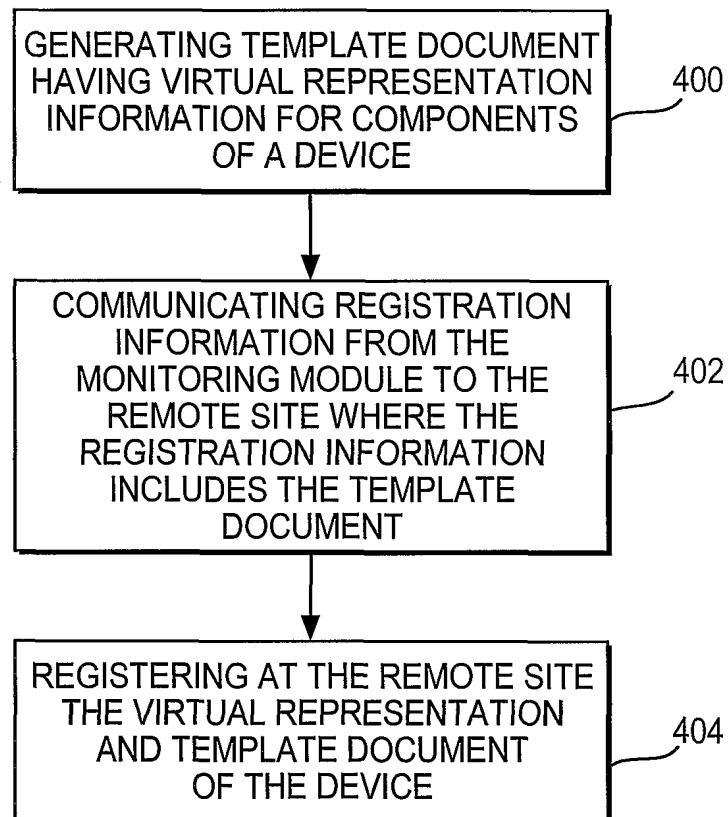 GENERATING TEMPLATE DOCUMENT
HAVING VIRTUAL REPRESENTATION
INFORMATION FOR COMPONENTS
OF A DEVICE
400
COMMUNICATING REGISTRATION
INFORMATION FROM THE
MONITORING MODULE TO THE
REMOTE SITE WHERE THE
REGISTRATION INFORMATION
INCLUDES THE TEMPLATE
DOCUMENT
402
REGISTERING AT THE REMOTE SITE
THE VIRTUAL REPRESENTATION
AND TEMPLATE DOCUMENT
OF THE DEVICE
404